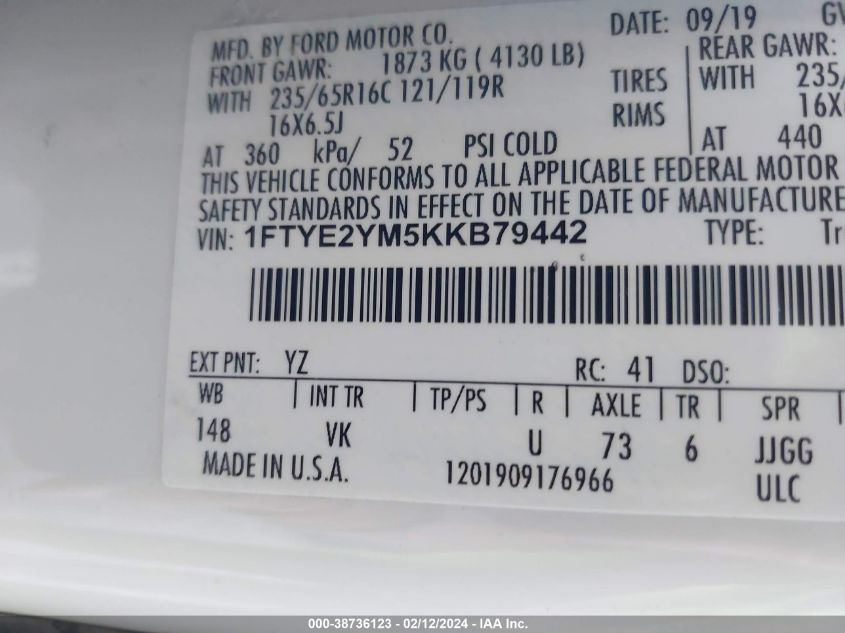 DATE: 09/19
MFD. BY FORD MOTOR CO.
FRONT GAWR: 1873 KG ( 4130 LB) REAR GAWR:
WITH 235/65R16C 121/119R TIRES WITH 235/
16X6.5J RIMS
AT 360 kPa/ 52 PSI COLD AT 440
THIS VEHICLE CONFORMS TO ALL APPLICABLE FEDERAL MOTOR
SAFETY STANDARDS IN EFFECT ON THE DATE OF MANUFACTURE
VIN: 1FTYE2YM5KKB79442 TYPE:
EXT PNT: YZ RC: 41 DSO:
WB INT TR TP/PS R AXLE TR SPR
148 VK U 73 6 JJGG
MADE IN U.S.A. 1201909176966 ULC
000-38736123 - 02/12/2024 - IAA Inc.